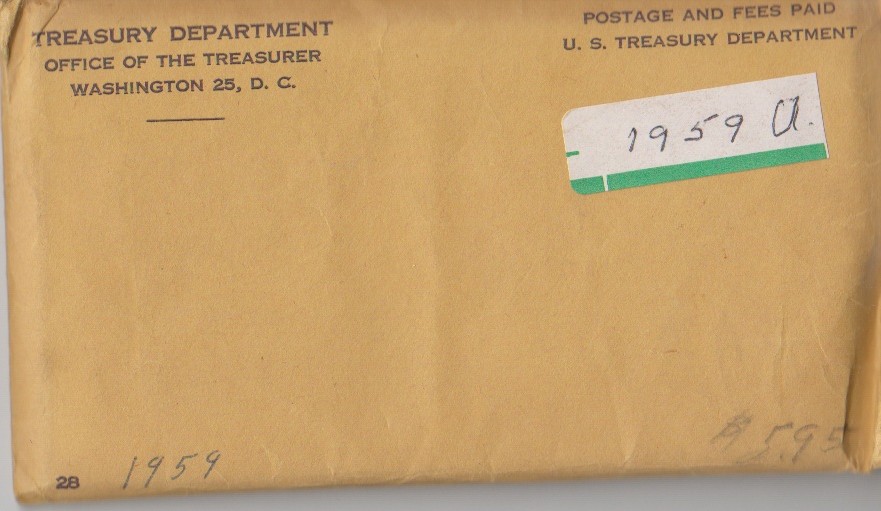 TREASURY DEPARTMENT
OFFICE OF THE TREASURER
WASHINGTON 25, D. C.
POSTAGE AND FEES PAID
U. S. TREASURY DEPARTMENT
1959 U.
28
1959
$5.95